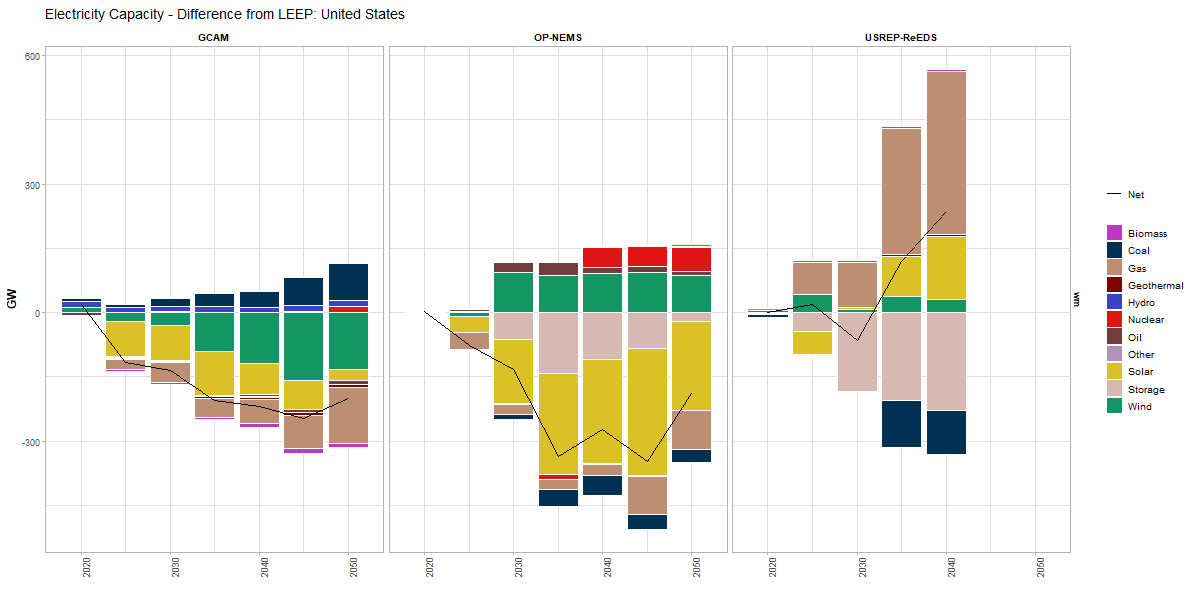 Electricity Capacity - Difference from LEEP: United States
GCAM
OP-NEMS
USREP-ReEDS
600
300
0
-300
GW
2020
2030
2040
2050
2020
2030
2040
2050
2020
2030
2040
2050
wm
Net
Biomass
Coal
Gas
Geothermal
Hydro
Nuclear
Oil
Other
Solar
Storage
Wind